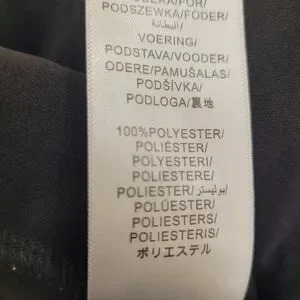 PODSZEWKA/FODER/
البطانة/
VOERING/
PODSTAVA/VOODER/
ODERE/PAMUŠALAS/
PODŠÍVKA/
PODLOGA/裏地
100%POLYESTER/
POLIÉSTER/
POLYESTERI/
POLIESTERE/
POLIESTER/بوليستر/
POLÜESTER/
POLIESTERS/
POLIESTERIS/
ポリエステル